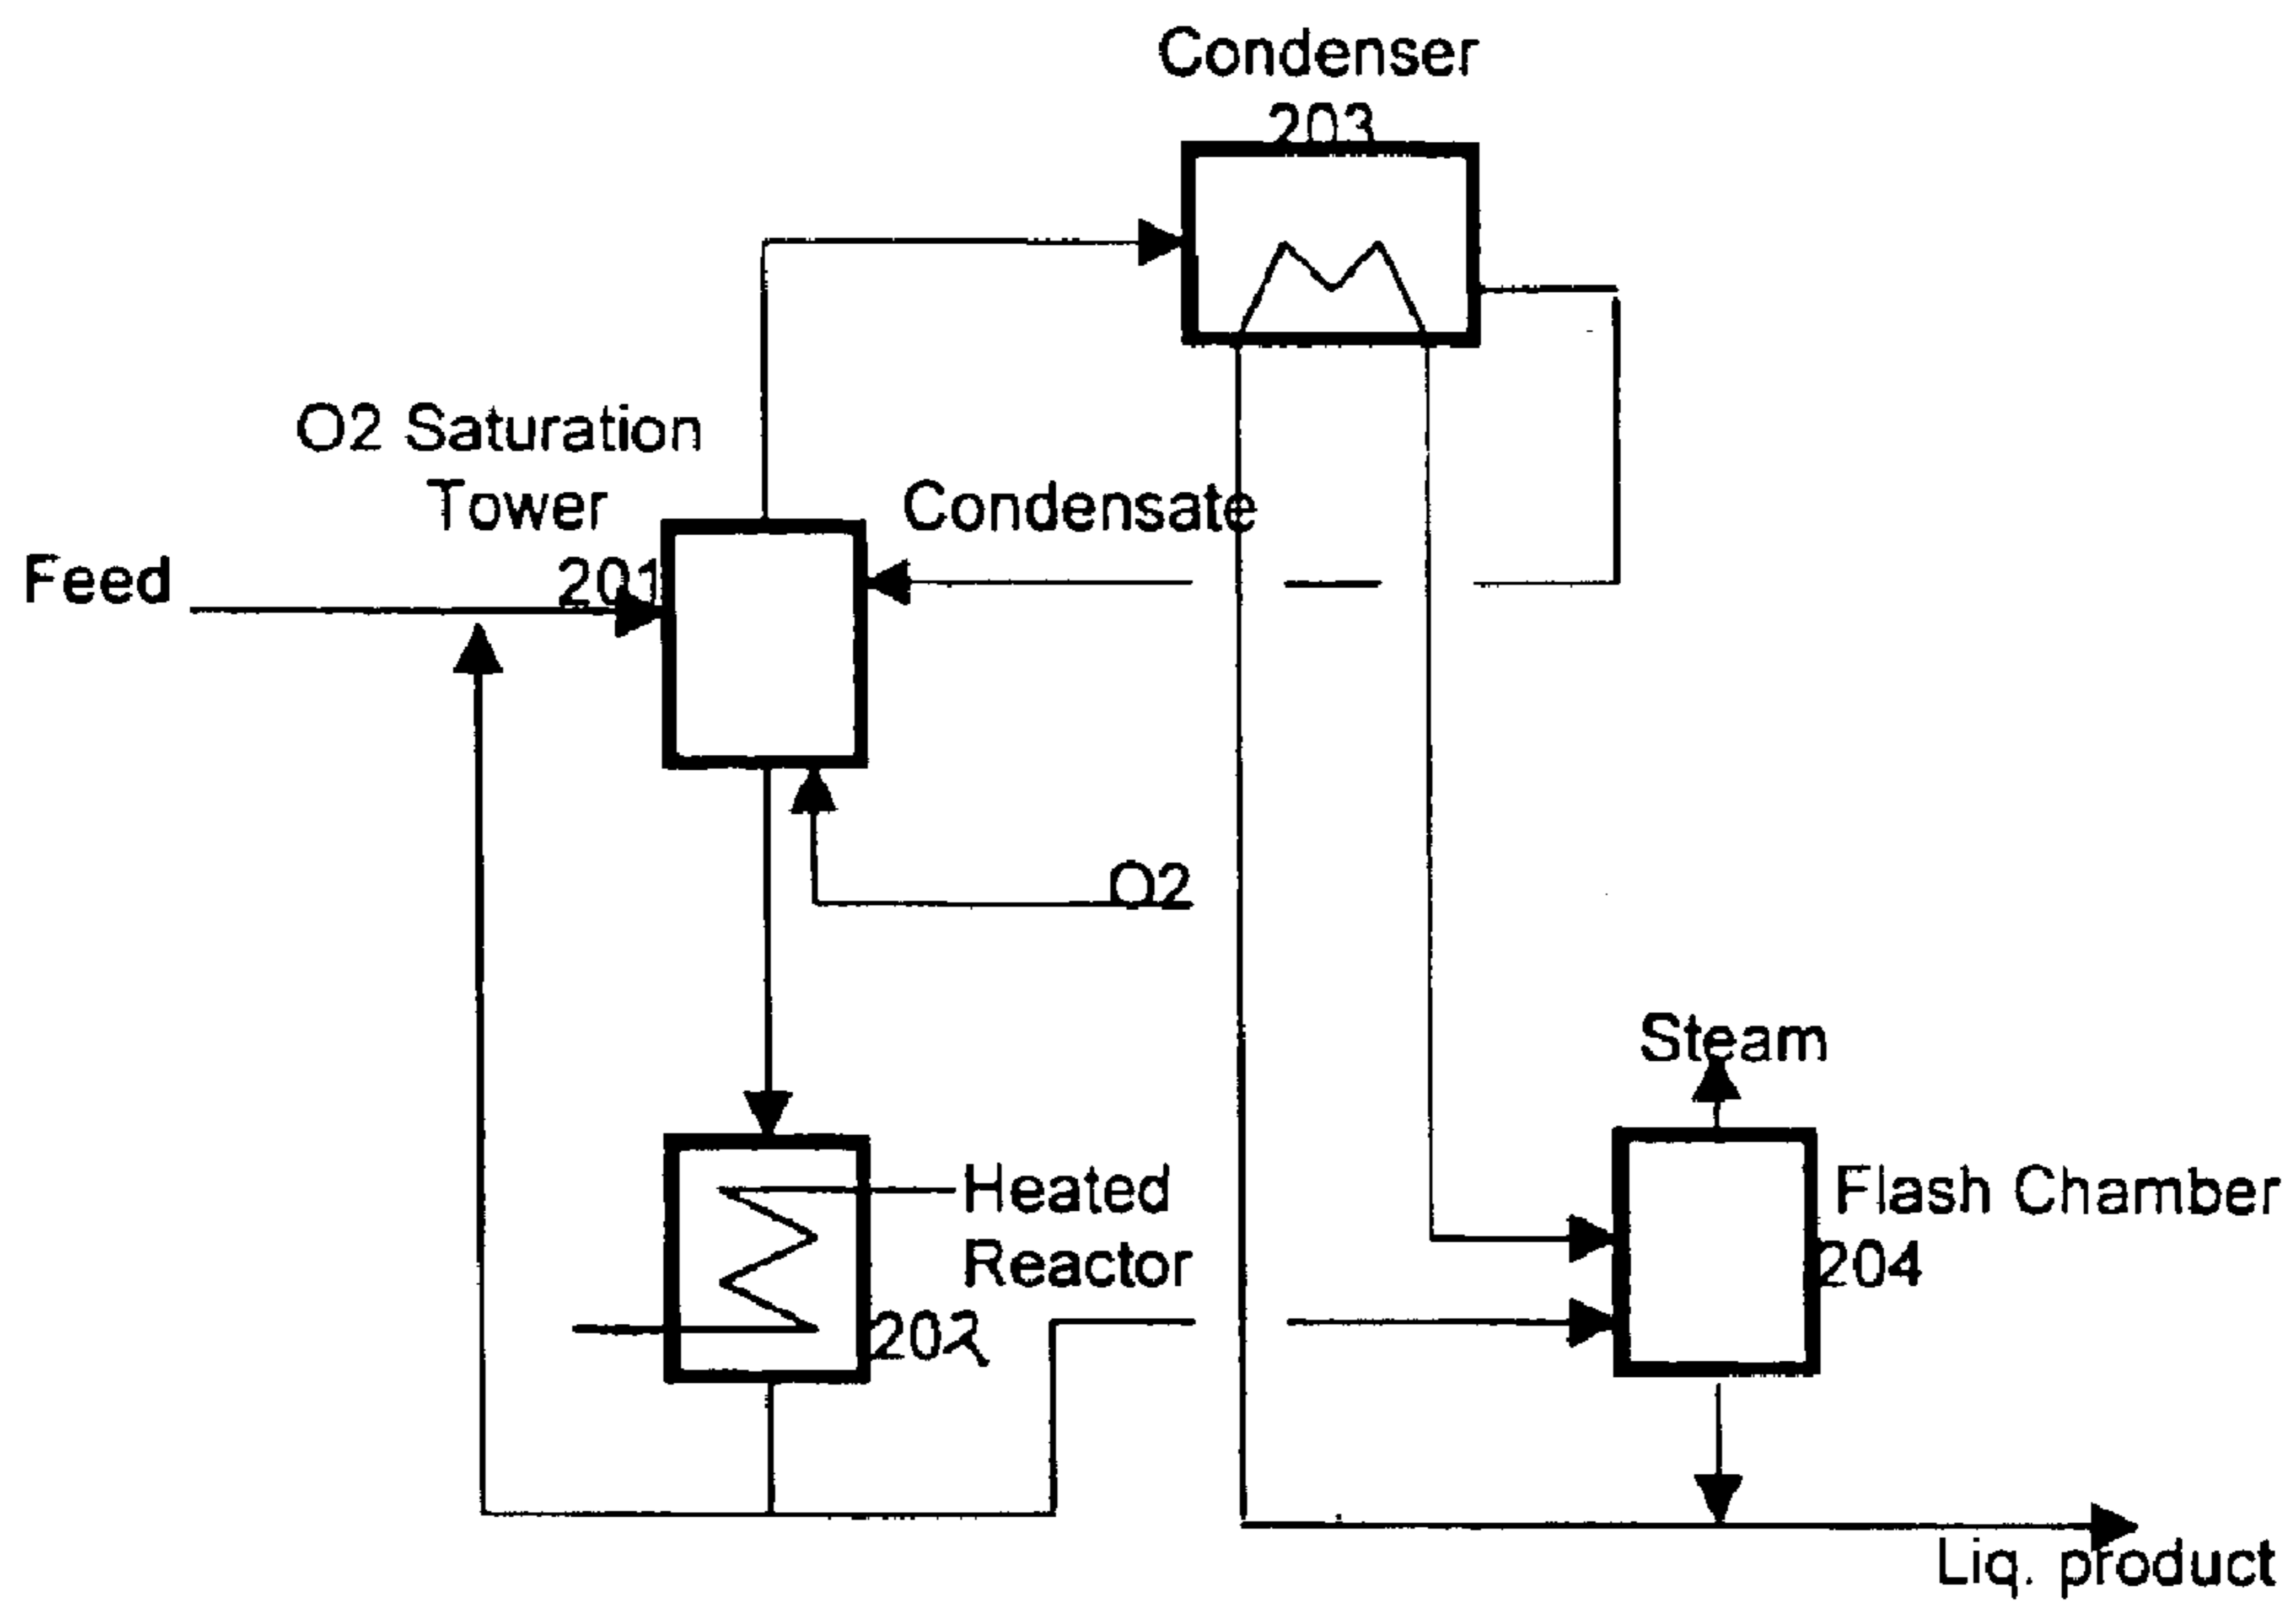 Condenser
203
O2 Saturation
Tower
201
Condensate
Feed
O2
Steam
Heated
Reactor
202
Flash Chamber
204
Liq. product